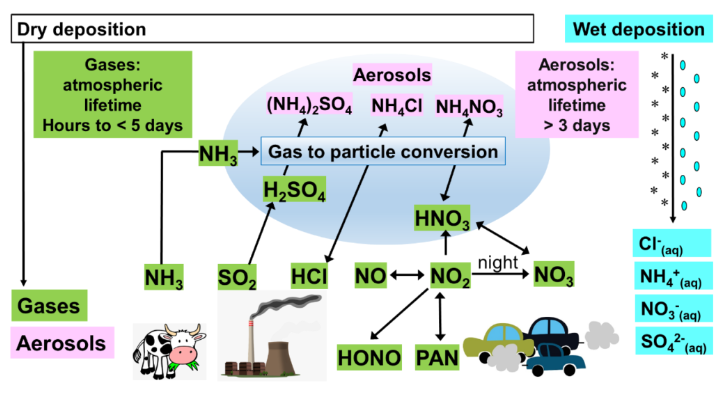 Dry deposition
Wet deposition
Gases:
atmospheric
lifetime
Hours to < 5 days
Aerosols
(NH₄)₂SO₄
NH₄Cl
NH₄NO₃
Aerosols:
atmospheric
lifetime
> 3 days
NH₃
Gas to particle conversion
H₂SO₄
HNO₃
NH₃
SO₂
HCl
NO
NO₂
night
NO₃
Gases
Aerosols
HONO
PAN
Cl⁻(aq)
NH₄⁺(aq)
NO₃⁻(aq)
SO₄²⁻(aq)